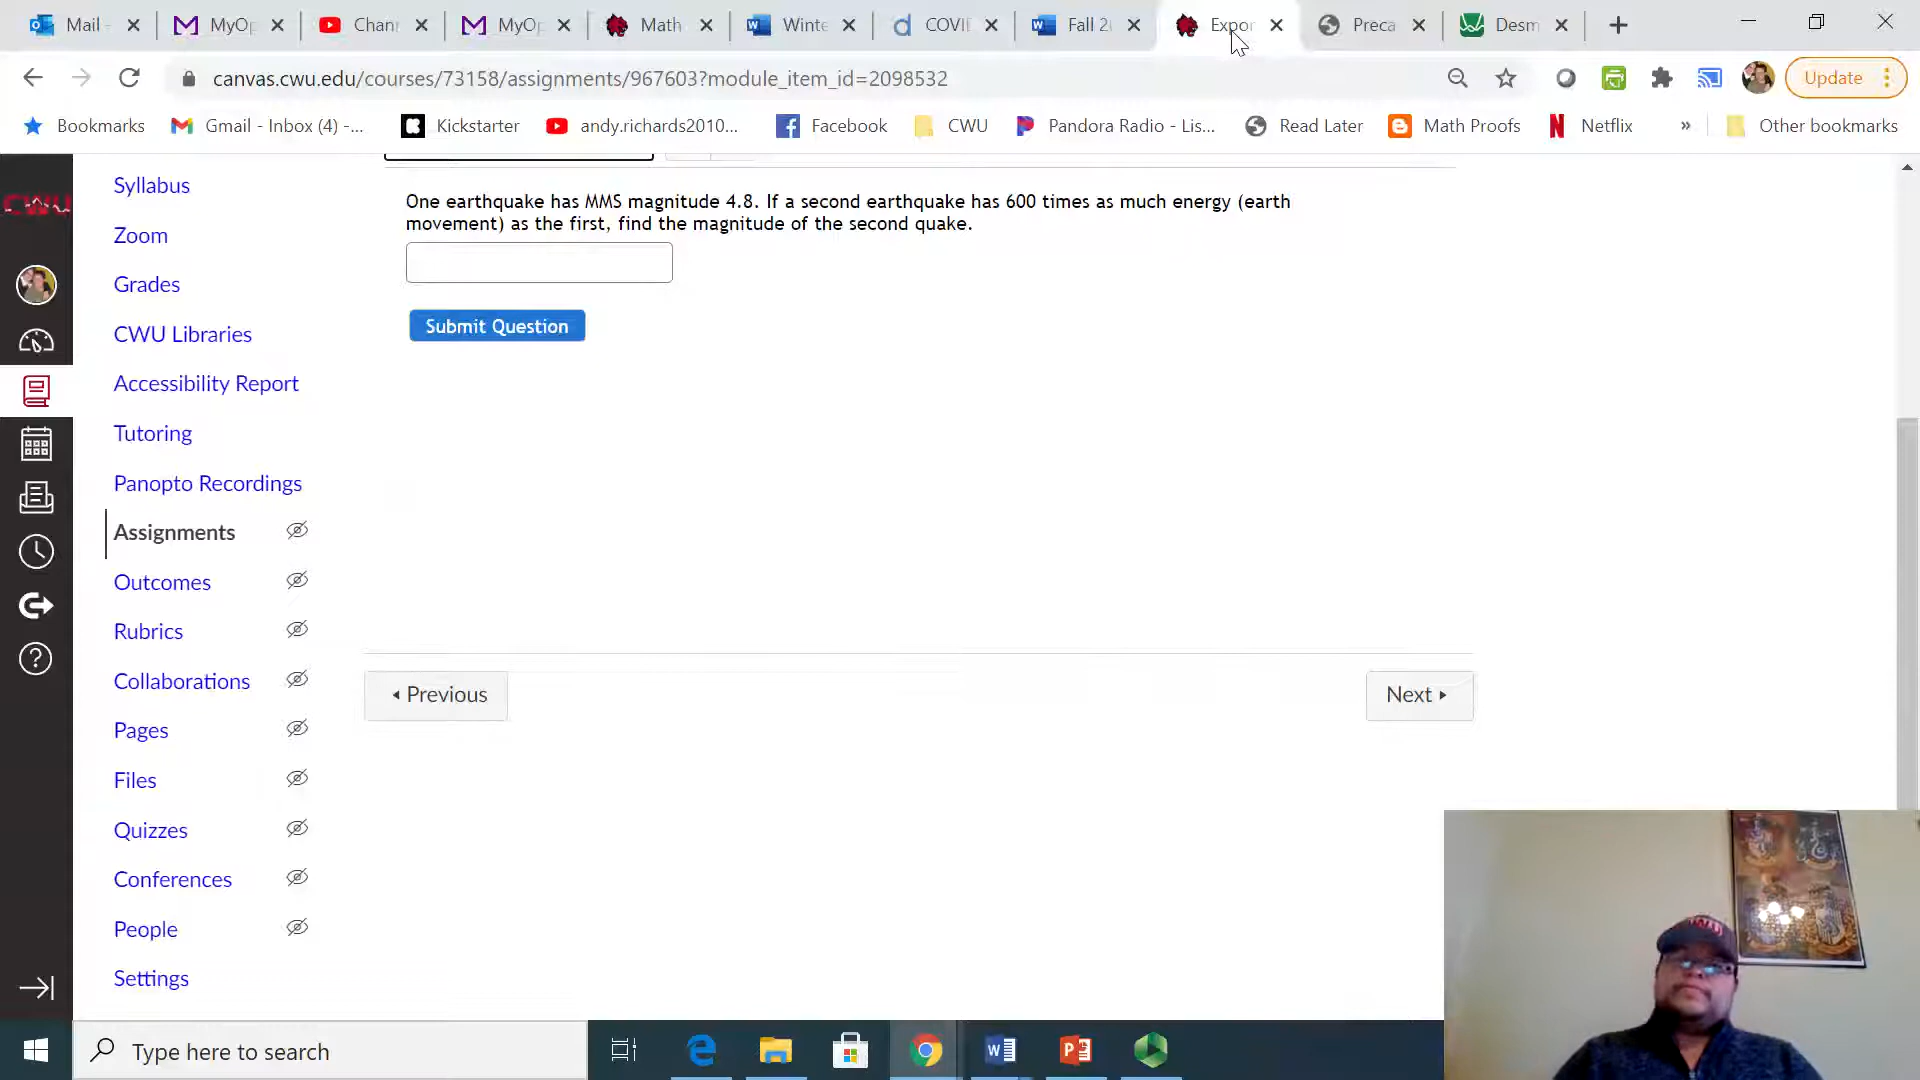 Mail - MyOp Chan MyOp Math Winte COVI Fall 2 Expor Preca Desm
canvas.cwu.edu/courses/73158/assignments/967603?module_item_id=2098532 Update
Bookmarks Gmail - Inbox (4) -... Kickstarter andy.richards2010... Facebook CWU Pandora Radio - Lis... Read Later Math Proofs Netflix » Other bookmarks
CWU
Syllabus
Zoom
Grades
CWU Libraries
Accessibility Report
Tutoring
Panopto Recordings
Assignments
Outcomes
Rubrics
Collaborations
Pages
Files
Quizzes
Conferences
People
Settings
One earthquake has MMS magnitude 4.8. If a second earthquake has 600 times as much energy (earth
movement) as the first, find the magnitude of the second quake.
Submit Question
Previous
Next
Type here to search